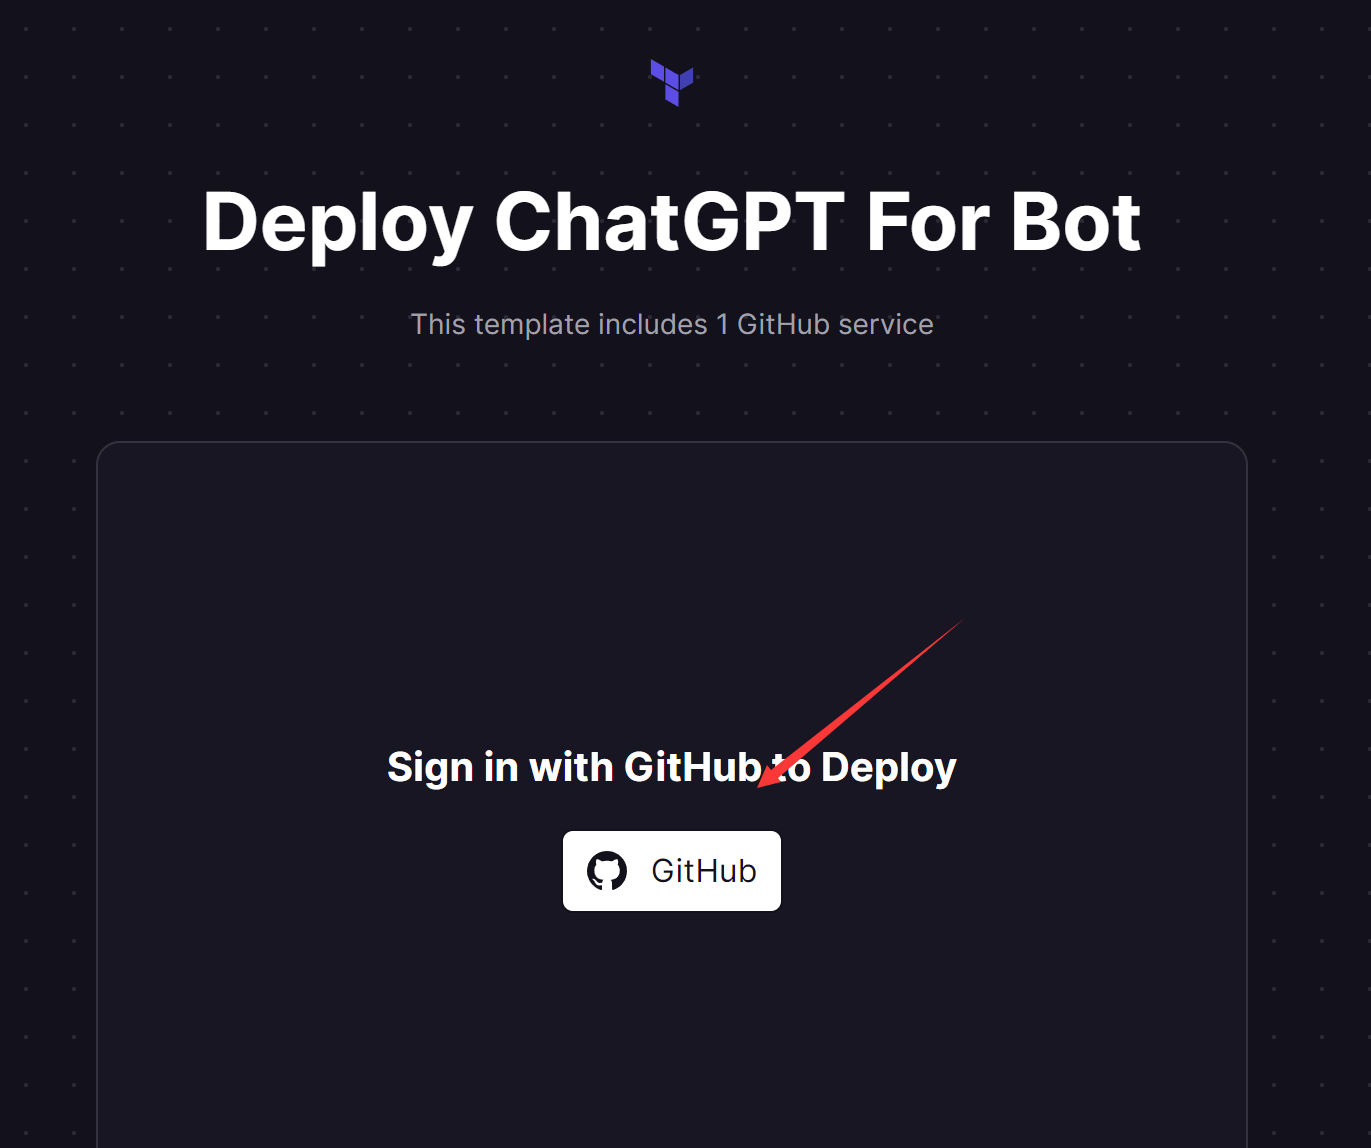 Deploy ChatGPT For Bot
This template includes 1 GitHub service
Sign in with GitHub to Deploy
GitHub